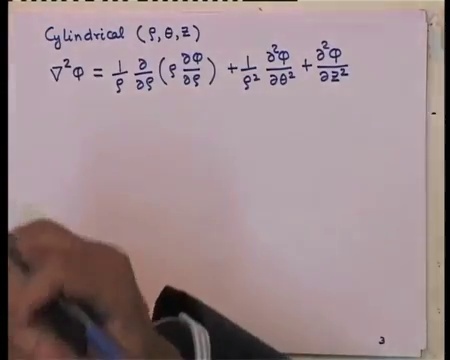 Cylindrical (ρ, θ, z)
∇²φ = 1/ρ ∂/∂ρ (ρ ∂φ/∂ρ) + 1/ρ² ∂²φ/∂θ² + ∂²φ/∂z²
3